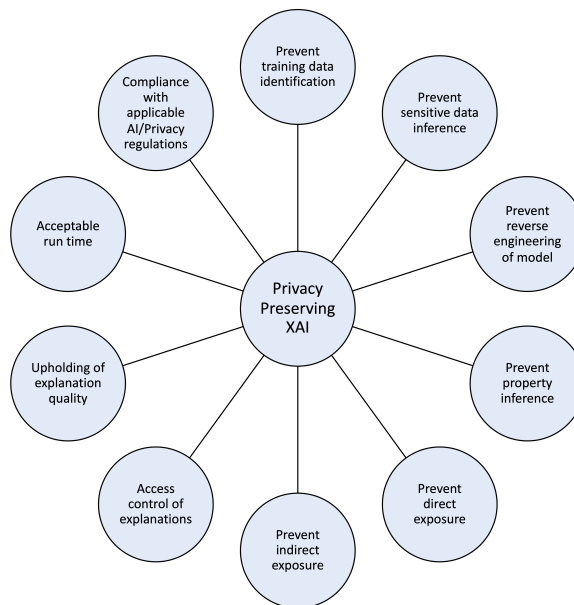 Prevent
training data
identification
Compliance
with
applicable
AI/Privacy
regulations
Prevent
sensitive data
inference
Acceptable
run time
Prevent
reverse
engineering
of model
Privacy
Preserving
XAI
Upholding of
explanation
quality
Prevent
property
inference
Access
control of
explanations
Prevent
direct
exposure
Prevent
indirect
exposure